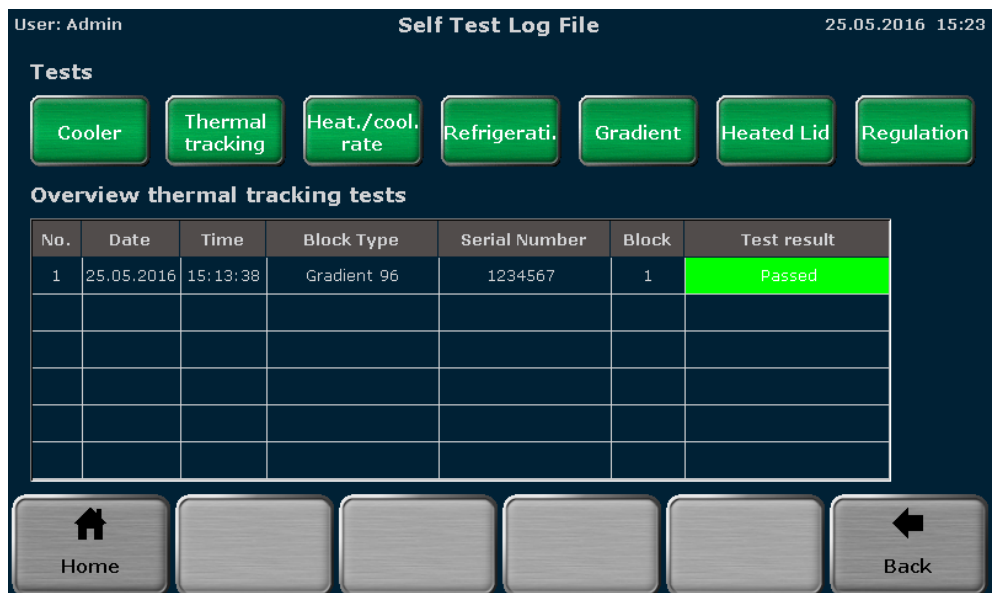 User: Admin Self Test Log File 25.05.2016 15:23
Tests
Cooler
Thermal
tracking
Heat./cool.
rate
Refrigerati.
Gradient
Heated Lid
Regulation
Overview thermal tracking tests
No. Date Time Block Type Serial Number Block Test result
1 25.05.2016 15:13:38 Gradient 96 1234567 1 Passed
Home Back